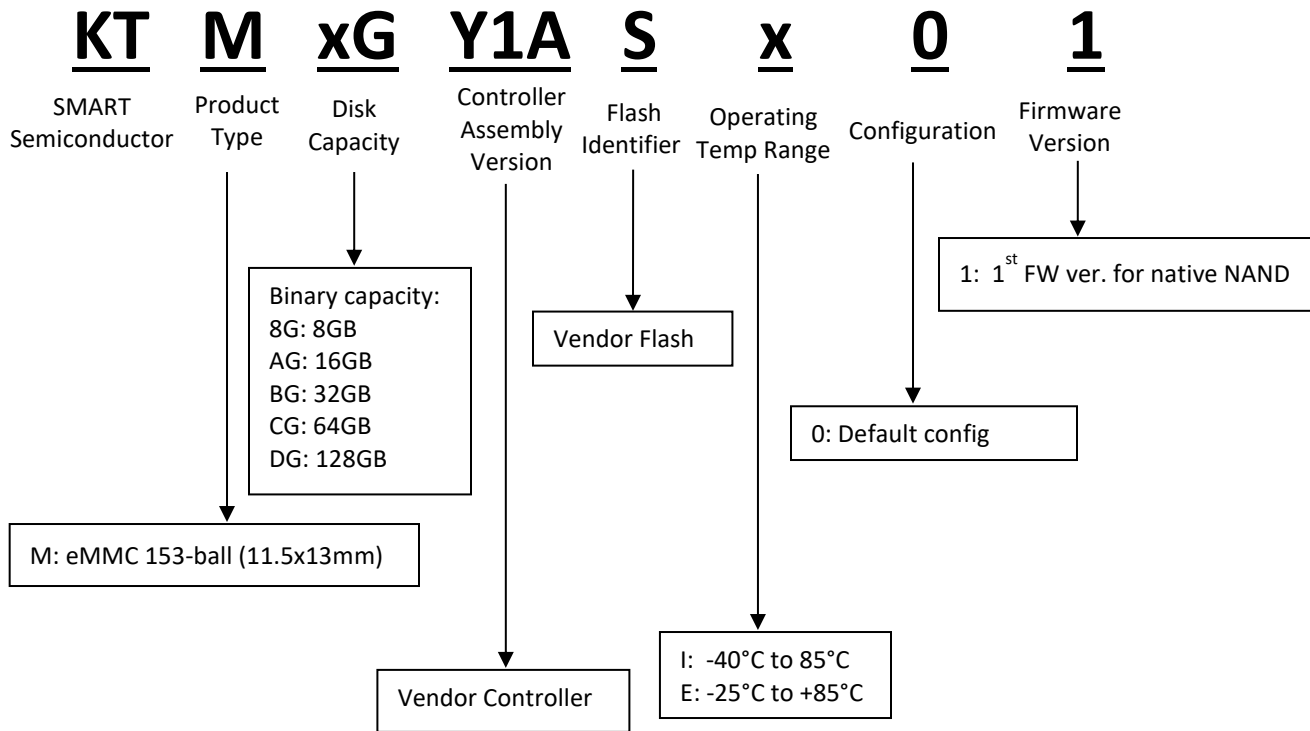 KT M xG Y1A S x 0 1
SMART
Semiconductor
Product
Type
Disk
Capacity
Controller
Assembly
Version
Flash
Identifier
Operating
Temp Range
Configuration
Firmware
Version
1: 1st FW ver. for native NAND
Binary capacity:
8G: 8GB
AG: 16GB
BG: 32GB
CG: 64GB
DG: 128GB
Vendor Flash
0: Default config
M: eMMC 153-ball (11.5x13mm)
I: -40°C to 85°C
E: -25°C to +85°C
Vendor Controller